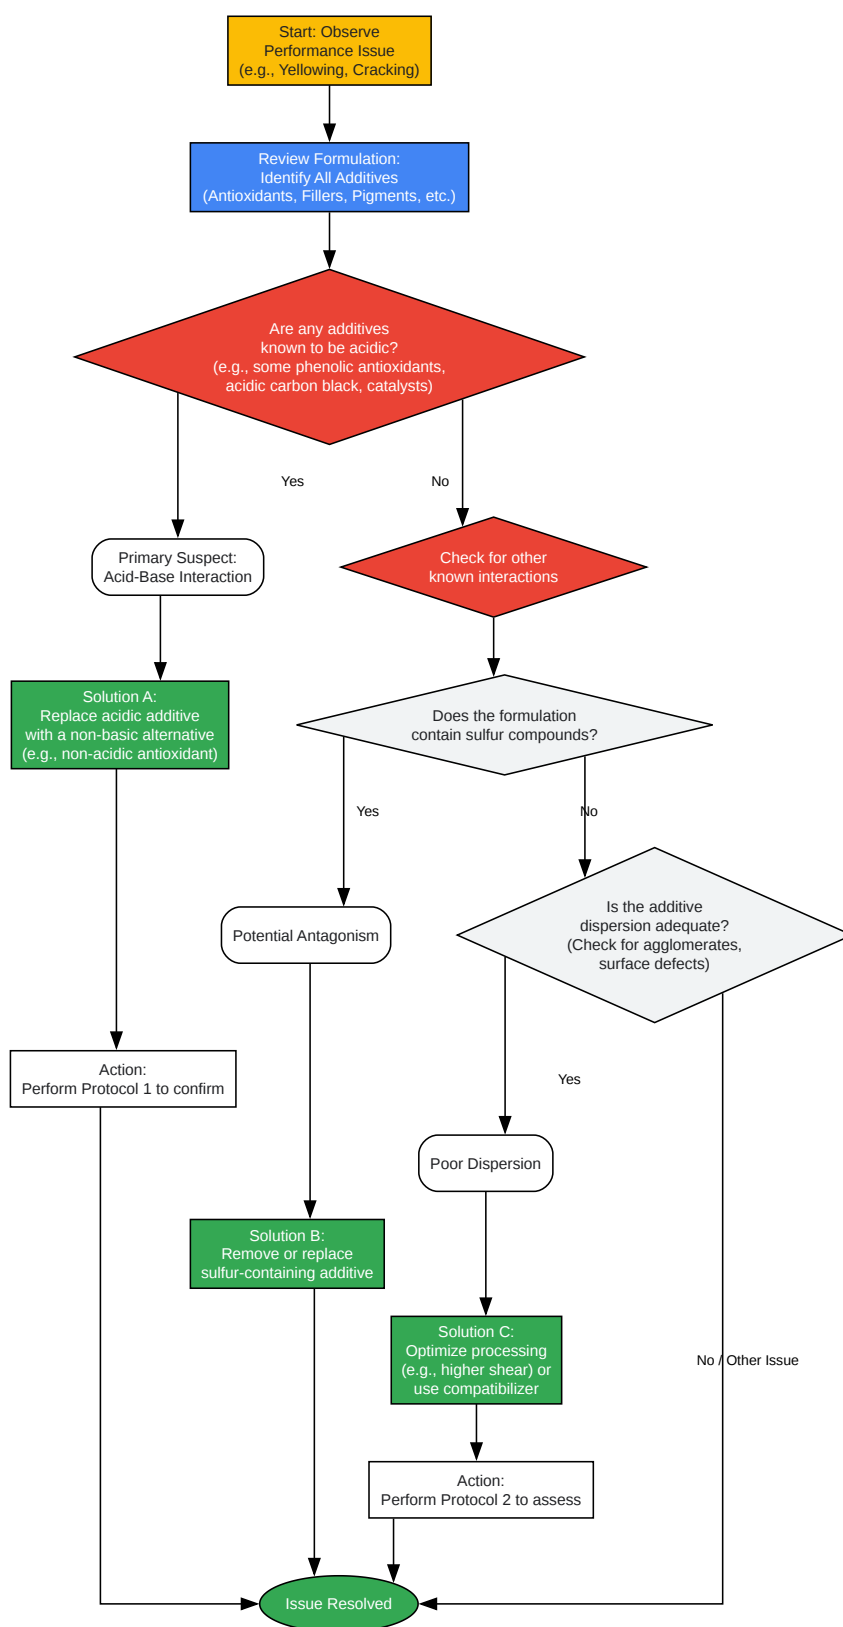 Start: Observe
Performance Issue
(e.g., Yellowing, Cracking)
Review Formulation:
Identify All Additives
(Antioxidants, Fillers, Pigments, etc.)
Are any additives
known to be acidic?
(e.g., some phenolic antioxidants,
acidic carbon black, catalysts)
Yes
No
Primary Suspect:
Acid-Base Interaction
Check for other
known interactions
Solution A:
Replace acidic additive
with a non-basic alternative
(e.g., non-acidic antioxidant)
Does the formulation
contain sulfur compounds?
Yes
No
Potential Antagonism
Is the additive
dispersion adequate?
(Check for agglomerates,
surface defects)
Action:
Perform Protocol 1 to confirm
Yes
Poor Dispersion
Solution B:
Remove or replace
sulfur-containing additive
Solution C:
Optimize processing
(e.g., higher shear) or
use compatibilizer
No / Other Issue
Action:
Perform Protocol 2 to assess
Issue Resolved